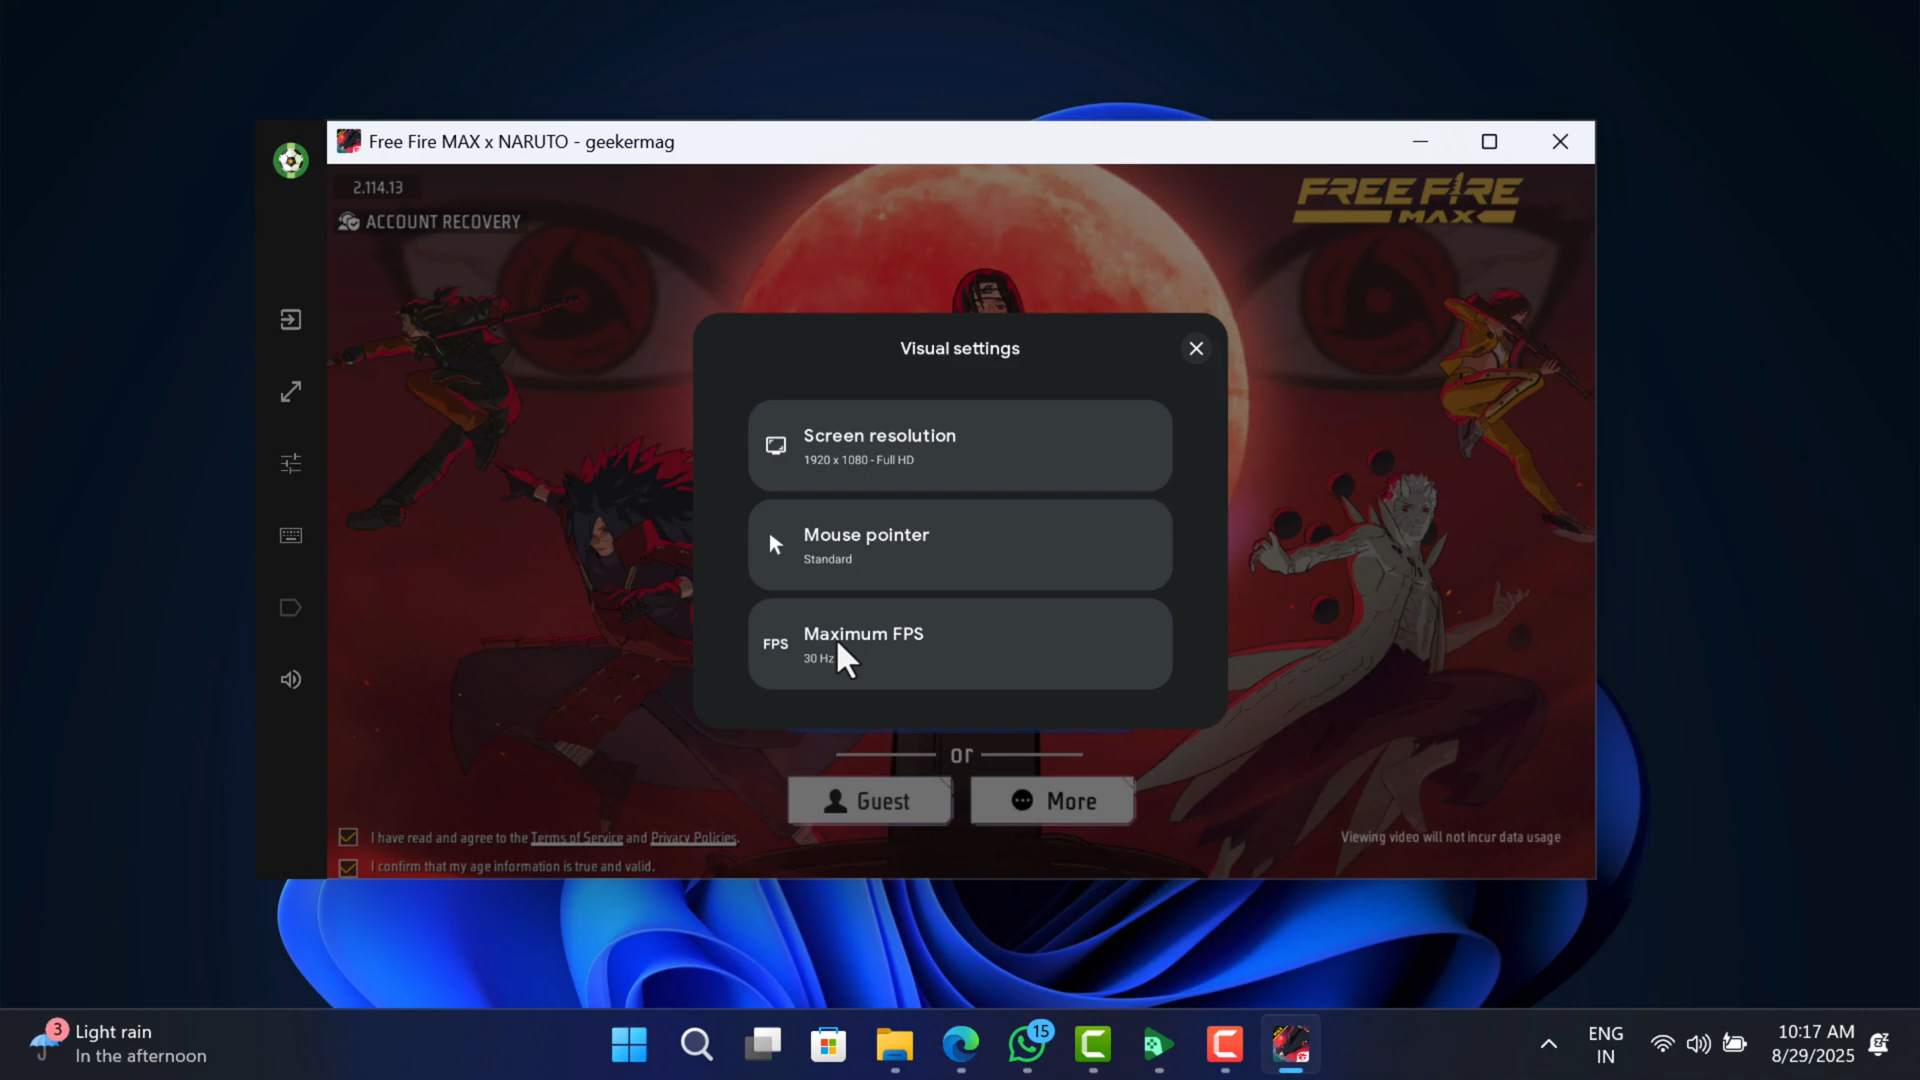 Free Fire MAX x NARUTO - geekermag
2.114.13
ACCOUNT RECOVERY
FREE FIRE
MAX
Visual settings
Screen resolution
1920 x 1080 - Full HD
Mouse pointer
Standard
FPS
Maximum FPS
30 Hz
or
Guest
More
I have read and agree to the Terms of Service and Privacy Policies.
I confirm that my age information is true and valid.
Viewing video will not incur data usage
3
Light rain
In the afternoon
15
ENG
IN
10:17 AM
8/29/2025